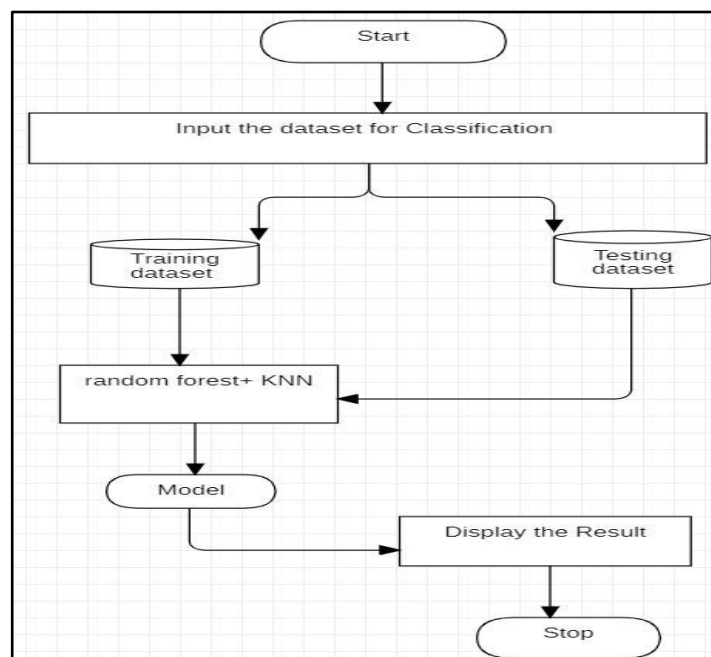 Start
Input the dataset for Classification
Training
dataset
Testing
dataset
random forest+ KNN
Model
Display the Result
Stop